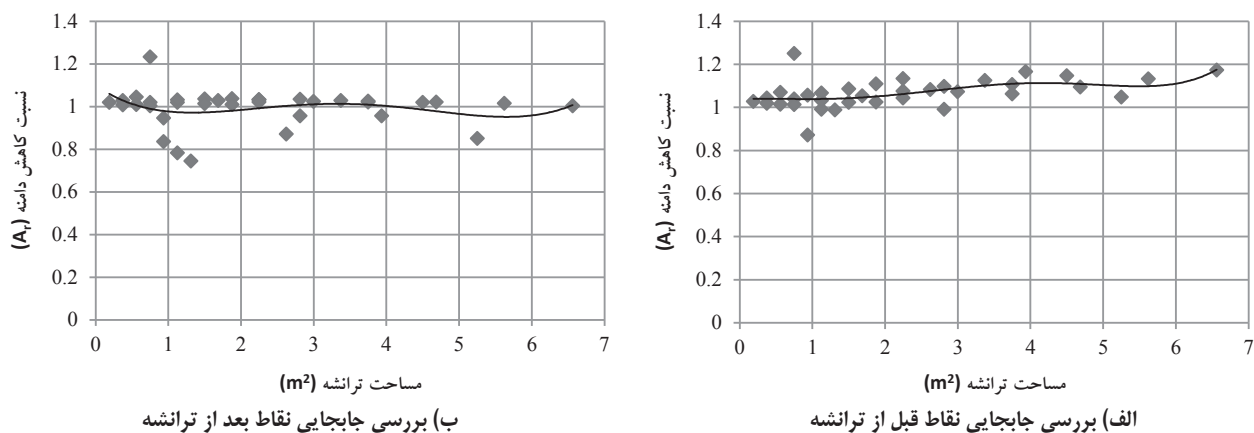 نسبت کاهش دامنه (Aᵣ)
1.4
1.2
1
0.8
0.6
0.4
0.2
0
0 1 2 3 4 5 6 7
مساحت ترانشه (m²)
الف) بررسی جابجایی نقاط قبل از ترانشه
نسبت کاهش دامنه (Aᵣ)
1.4
1.2
1
0.8
0.6
0.4
0.2
0
0 1 2 3 4 5 6 7
مساحت ترانشه (m²)
ب) بررسی جابجایی نقاط بعد از ترانشه